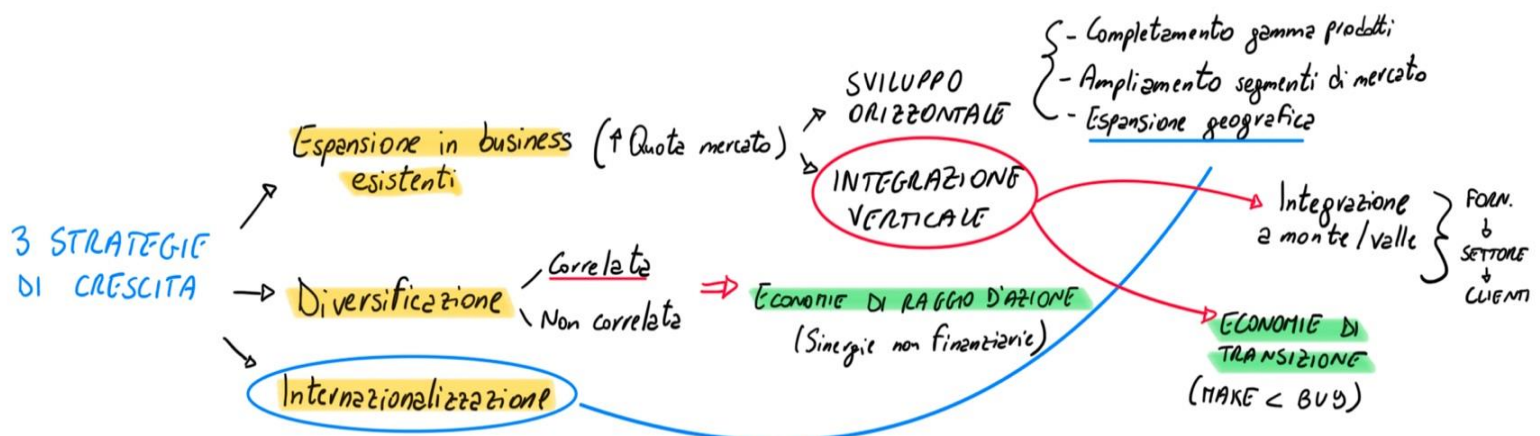 3 STRATEGIE
DI CRESCITA
Espansione in business
esistenti
(↑ Quota mercato)
SVILUPPO
ORIZZONTALE
- Completamento gamma prodotti
- Ampliamento segmenti di mercato
- Espansione geografica
INTEGRAZIONE
VERTICALE
Integrazione
a monte/valle
FORN.
↓
SETTORE
↓
CLIENTI
ECONOMIE DI
TRANSIZIONE
(MAKE < BUY)
Diversificazione
Correlata
Non correlata
ECONOMIE DI RAGGIO D'AZIONE
(Sinergie non finanziarie)
Internazionalizzazione